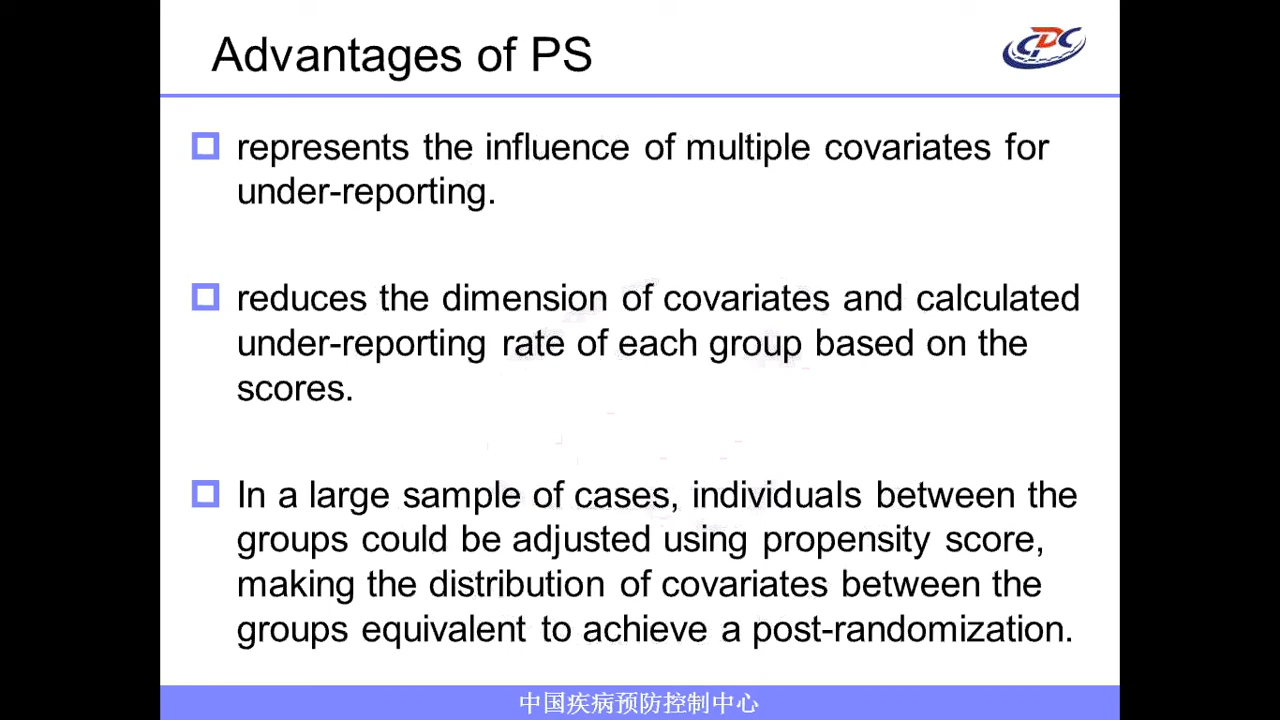 Advantages of PS
CDC
represents the influence of multiple covariates for
under-reporting.
reduces the dimension of covariates and calculated
under-reporting rate of each group based on the
scores.
In a large sample of cases, individuals between the
groups could be adjusted using propensity score,
making the distribution of covariates between the
groups equivalent to achieve a post-randomization.
中国疾病预防控制中心